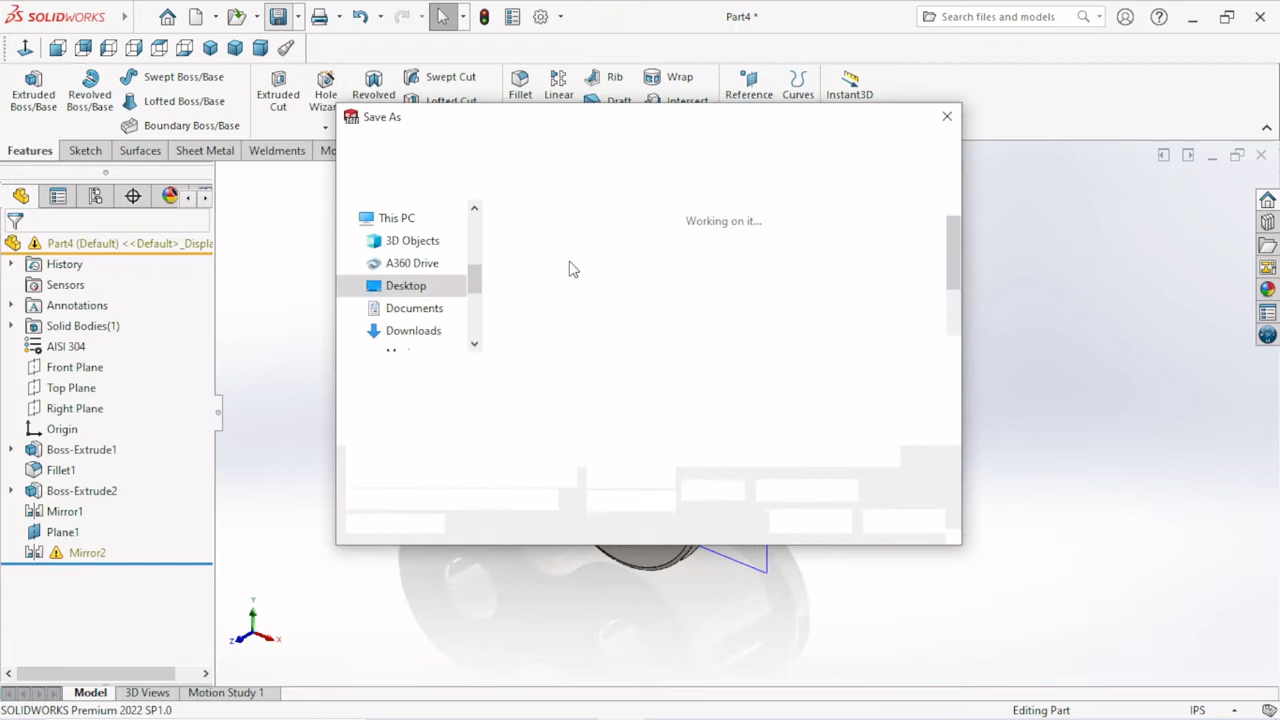 SOLIDWORKS
Part4 *
Search files and models
Extruded Boss/Base
Revolved Boss/Base
Swept Boss/Base
Lofted Boss/Base
Boundary Boss/Base
Extruded Cut
Hole
Revolved
Swept Cut
Lofted Cut
Fillet
Linear
Rib
Draft
Wrap
Intersect
Reference
Curves
Instant3D
Features
Sketch
Surfaces
Sheet Metal
Weldments
Save As
This PC
3D Objects
A360 Drive
Desktop
Documents
Downloads
Working on it...
Part4 (Default) <<Default>_Displa
History
Sensors
Annotations
Solid Bodies(1)
AISI 304
Front Plane
Top Plane
Right Plane
Origin
Boss-Extrude1
Fillet1
Boss-Extrude2
Mirror1
Plane1
Mirror2
Y
Z
X
Model
3D Views
Motion Study 1
SOLIDWORKS Premium 2022 SP1.0
Editing Part
IPS